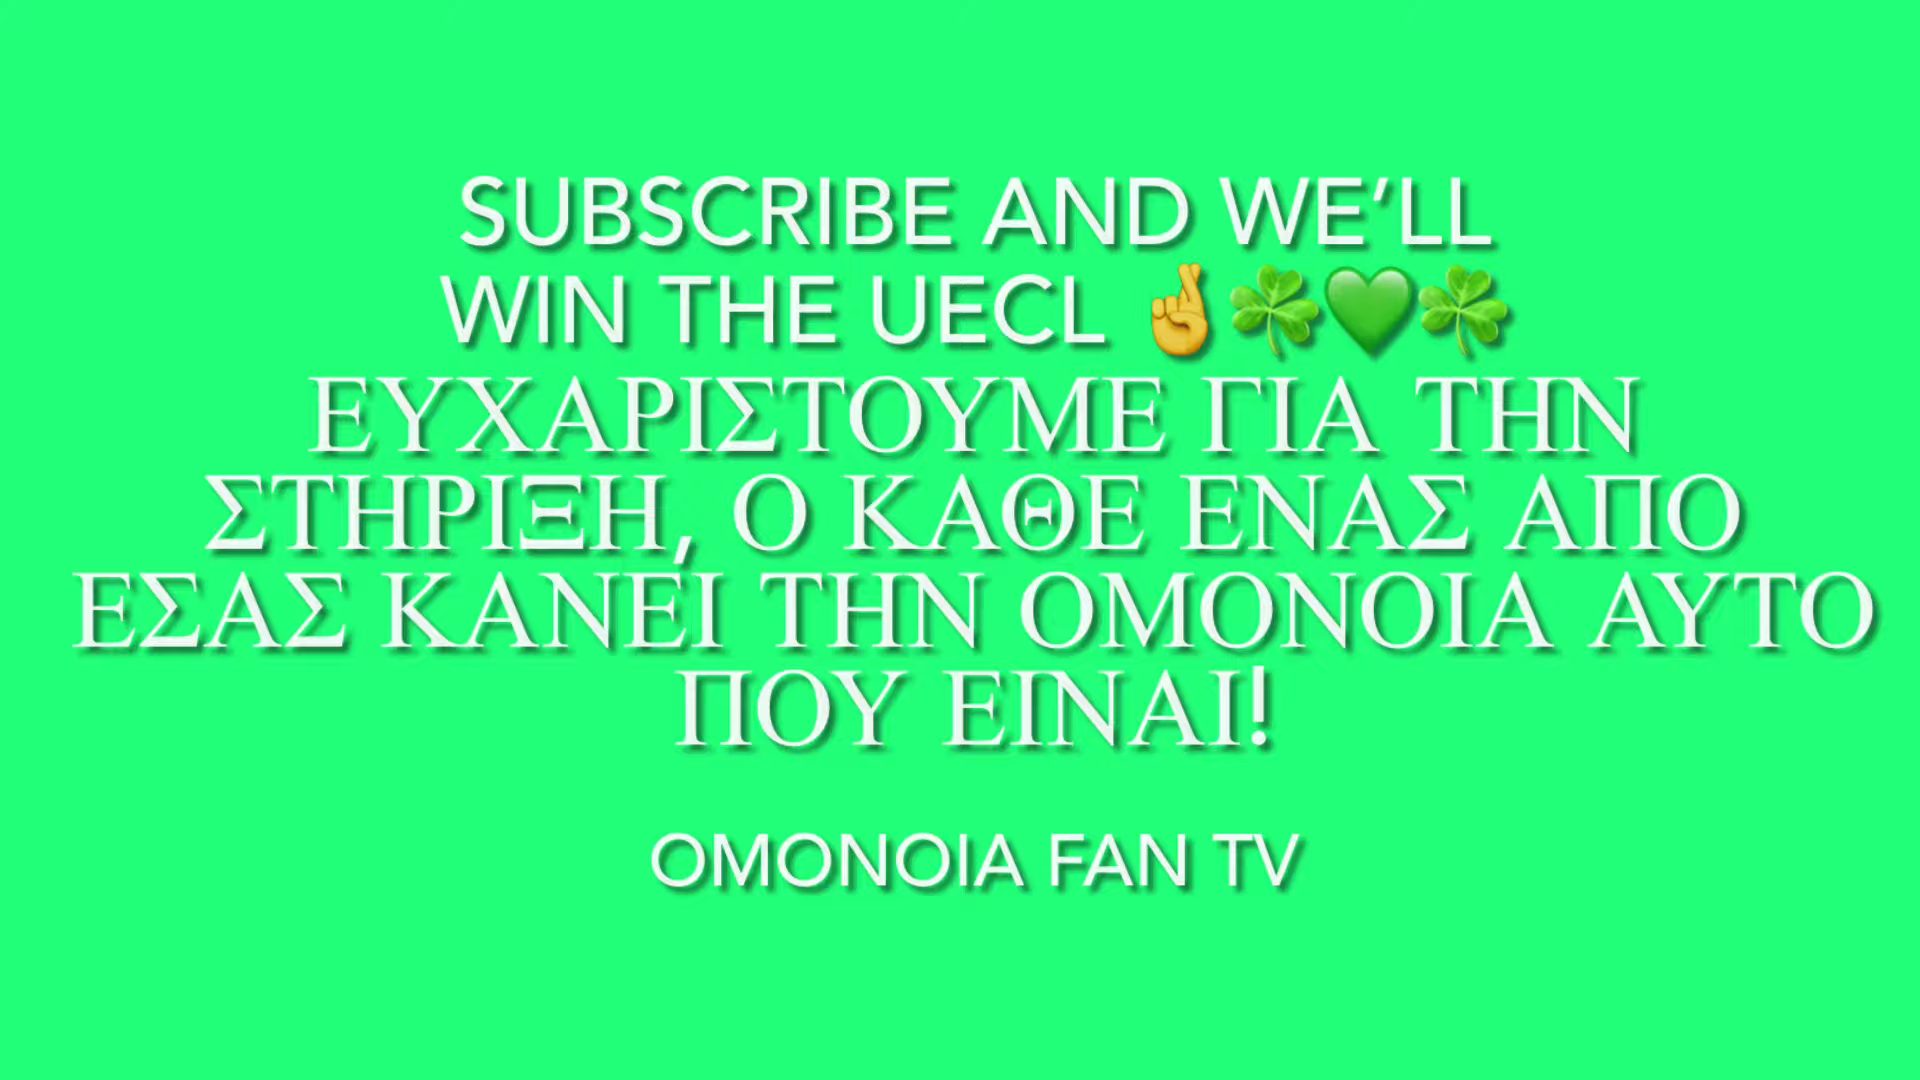 SUBSCRIBE AND WE’LL
WIN THE UECL 🤞☘️💚☘️
ΕΥΧΑΡΙΣΤΟΥΜΕ ΓΙΑ ΤΗΝ
ΣΤΗΡΙΞΗ, Ο ΚΑΘΕ ΕΝΑΣ ΑΠΟ
ΕΣΑΣ ΚΑΝΕΙ ΤΗΝ ΟΜΟΝΟΙΑ ΑΥΤΟ
ΠΟΥ ΕΙΝΑΙ!
OMONOIA FAN TV